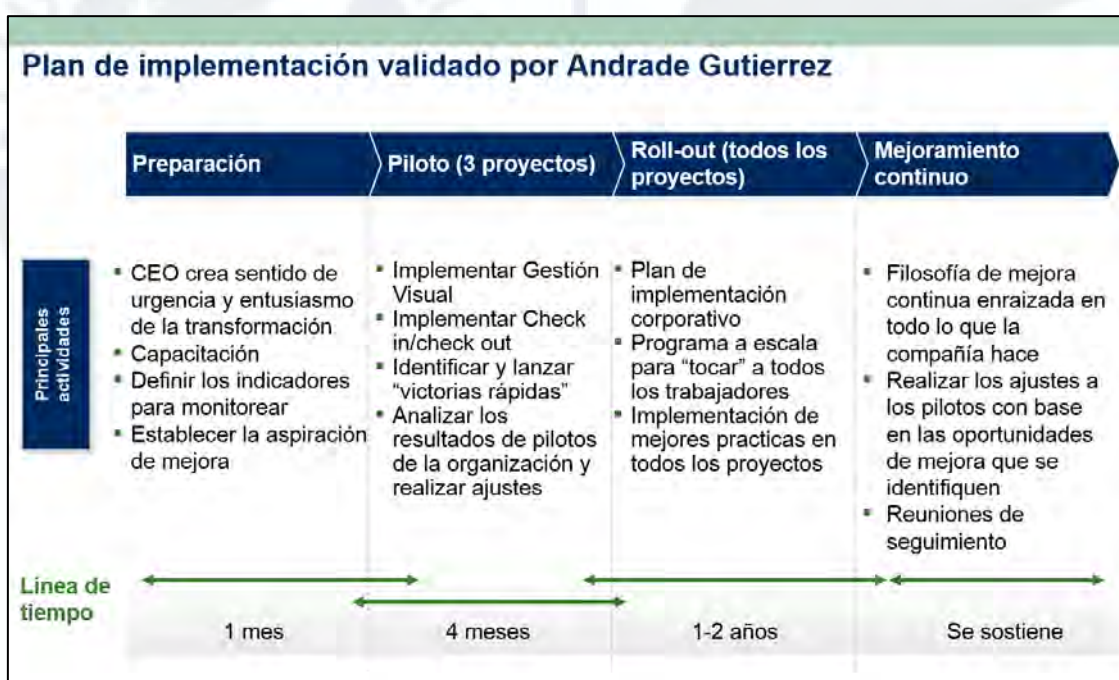 Plan de implementación validado por Andrade Gutierrez
Preparación
Piloto (3 proyectos)
Roll-out (todos los
proyectos)
Mejoramiento
continuo
Principales
actividades
▪ CEO crea sentido de
urgencia y entusiasmo
de la transformación
▪ Capacitación
▪ Definir los indicadores
para monitorear
▪ Establecer la aspiración
de mejora
▪ Implementar Gestión
Visual
▪ Implementar Check
in/check out
▪ Identificar y lanzar
“victorias rápidas”
▪ Analizar los
resultados de pilotos
de la organización y
realizar ajustes
▪ Plan de
implementación
corporativo
▪ Programa a escala
para “tocar” a todos
los trabajadores
▪ Implementación de
mejores practicas en
todos los proyectos
▪ Filosofía de mejora
continua enraizada en
todo lo que la
compañía hace
▪ Realizar los ajustes a
los pilotos con base
en las oportunidades
de mejora que se
identifiquen
▪ Reuniones de
seguimiento
Línea de
tiempo
1 mes
4 meses
1-2 años
Se sostiene